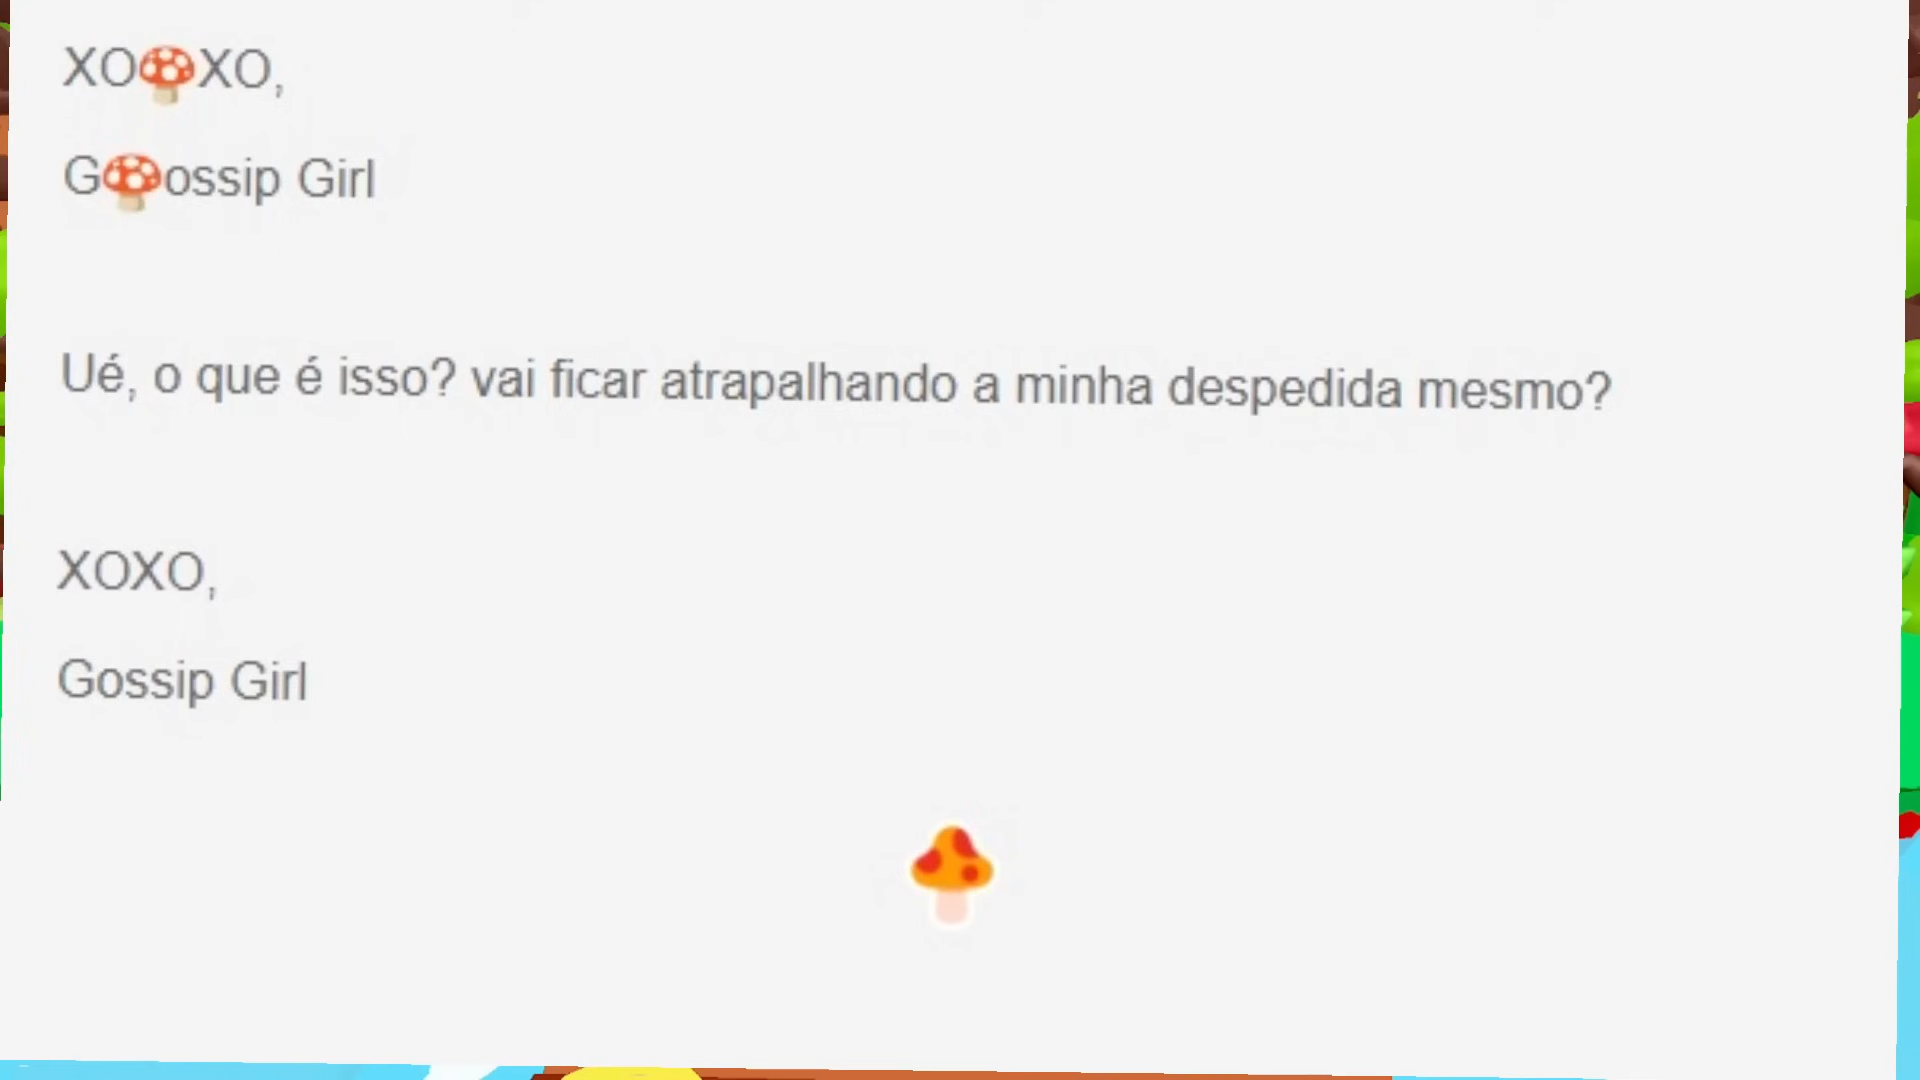 XO🍄XO,
G🍄ossip Girl
Ué, o que é isso? vai ficar atrapalhando a minha despedida mesmo?
XOXO,
Gossip Girl